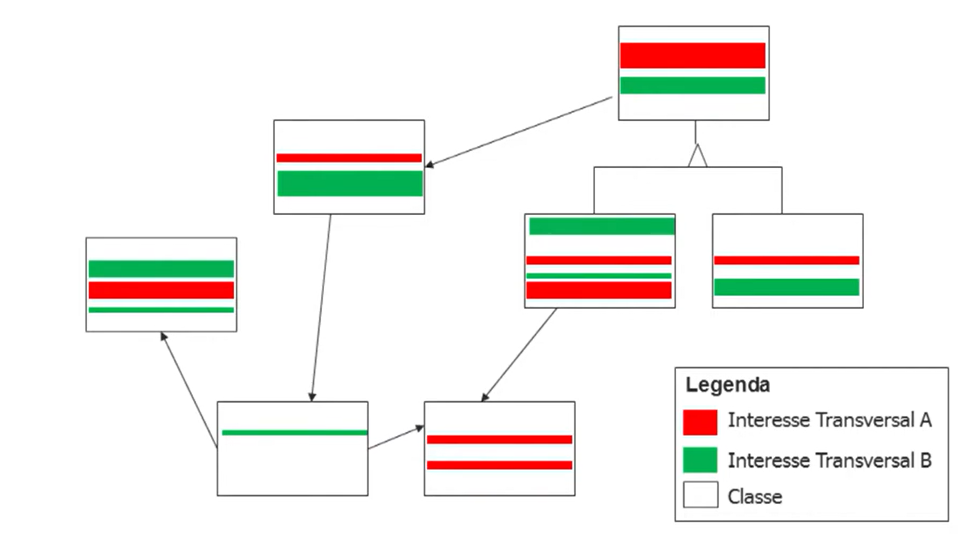 Legenda
Interesse Transversal A
Interesse Transversal B
Classe